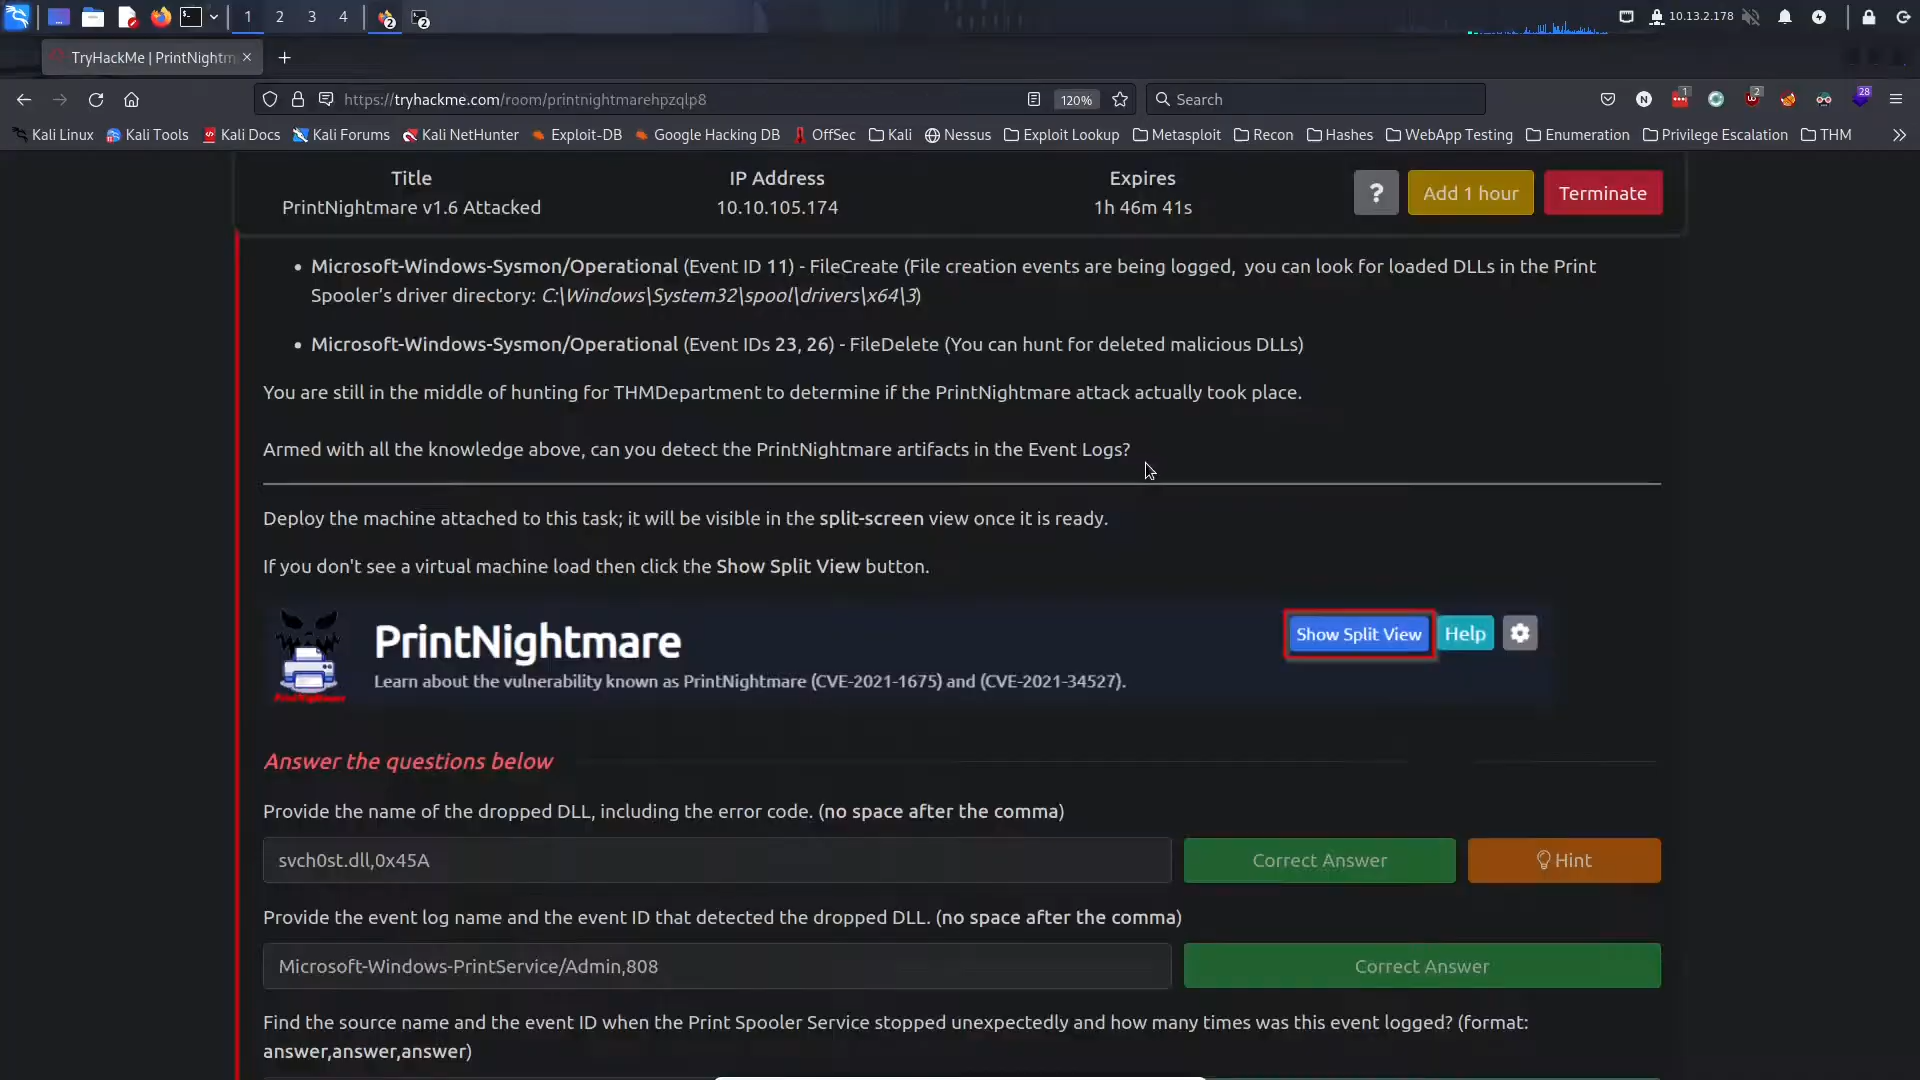 1 2 3 4 2 2 10.13.2.178
TryHackMe | PrintNightm
https://tryhackme.com/room/printnightmarehpzqlp8 120% Search 1 2 28
Kali Linux Kali Tools Kali Docs Kali Forums Kali NetHunter Exploit-DB Google Hacking DB OffSec Kali Nessus Exploit Lookup Metasploit Recon Hashes WebApp Testing Enumeration Privilege Escalation THM
Title IP Address Expires
PrintNightmare v1.6 Attacked 10.10.105.174 1h 46m 41s ? Add 1 hour Terminate
• Microsoft-Windows-Sysmon/Operational (Event ID 11) - FileCreate (File creation events are being logged, you can look for loaded DLLs in the Print
Spooler’s driver directory: C:\Windows\System32\spool\drivers\x64\3)
• Microsoft-Windows-Sysmon/Operational (Event IDs 23, 26) - FileDelete (You can hunt for deleted malicious DLLs)
You are still in the middle of hunting for THMDepartment to determine if the PrintNightmare attack actually took place.
Armed with all the knowledge above, can you detect the PrintNightmare artifacts in the Event Logs?
Deploy the machine attached to this task; it will be visible in the split-screen view once it is ready.
If you don't see a virtual machine load then click the Show Split View button.
PrintNightmare Show Split View Help
Learn about the vulnerability known as PrintNightmare (CVE-2021-1675) and (CVE-2021-34527).
Answer the questions below
Provide the name of the dropped DLL, including the error code. (no space after the comma)
svch0st.dll,0x45A Correct Answer Hint
Provide the event log name and the event ID that detected the dropped DLL. (no space after the comma)
Microsoft-Windows-PrintService/Admin,808 Correct Answer
Find the source name and the event ID when the Print Spooler Service stopped unexpectedly and how many times was this event logged? (format:
answer,answer,answer)